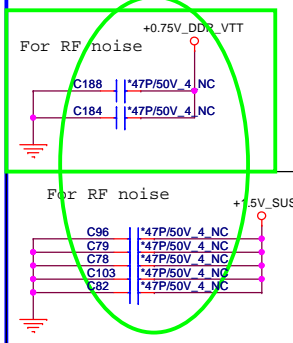 +0.75V_DDR_VTT
For RF noise
C188 *47P/50V_4_NC
C184 *47P/50V_4_NC
For RF noise
+1.5V_SUS
C96 *47P/50V_4_NC
C79 *47P/50V_4_NC
C78 *47P/50V_4_NC
C103 *47P/50V_4_NC
C82 *47P/50V_4_NC